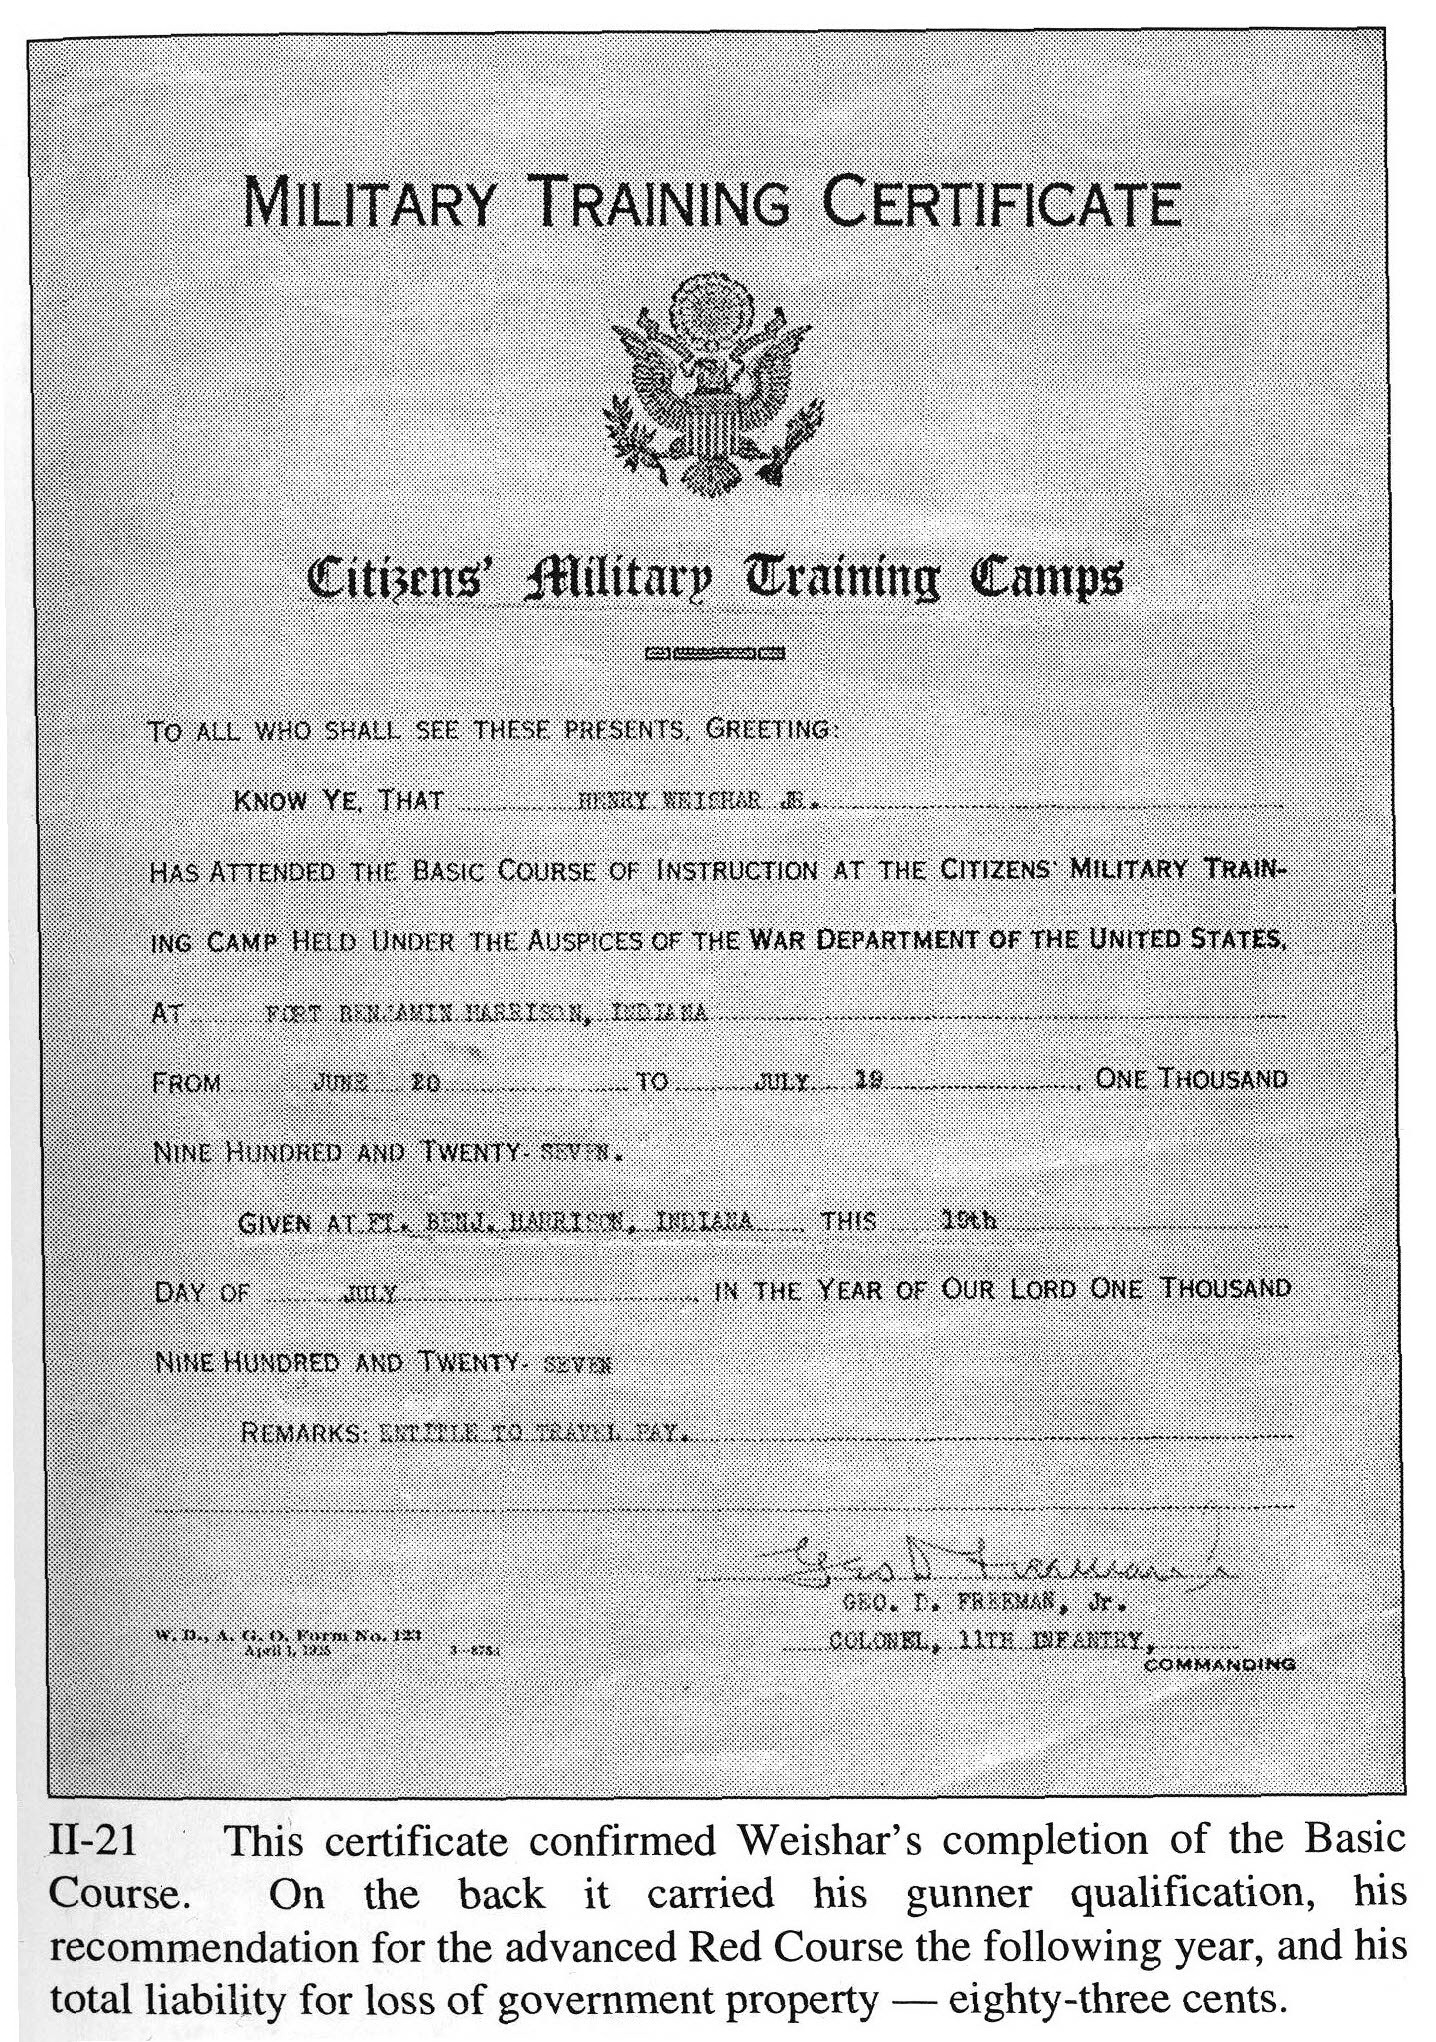 MILITARY TRAINING CERTIFICATE
Citizens' Military Training Camps
TO ALL WHO SHALL SEE THESE PRESENTS, GREETING:
KNOW YE, THAT HENRY WEISHAR JR.
HAS ATTENDED THE BASIC COURSE OF INSTRUCTION AT THE CITIZENS' MILITARY TRAIN-
ING CAMP HELD UNDER THE AUSPICES OF THE WAR DEPARTMENT OF THE UNITED STATES,
AT FORT BENJAMIN HARRISON, INDIANA
FROM JUNE 20 TO JULY 19, ONE THOUSAND
NINE HUNDRED AND TWENTY-SEVEN.
GIVEN AT FT. BENJ. HARRISON, INDIANA, THIS 19th
DAY OF JULY, IN THE YEAR OF OUR LORD ONE THOUSAND
NINE HUNDRED AND TWENTY-SEVEN
REMARKS: ENTITLE TO TRAVEL PAY.
Geo D Freeman Jr
GEO. D. FREEMAN, Jr.
W. D., A. G. O. Form No. 121
COLONEL, 11TH INFANTRY,
April 1, 1925
COMMANDING
II-21 This certificate confirmed Weishar's completion of the Basic
Course. On the back it carried his gunner qualification, his
recommendation for the advanced Red Course the following year, and his
total liability for loss of government property — eighty-three cents.